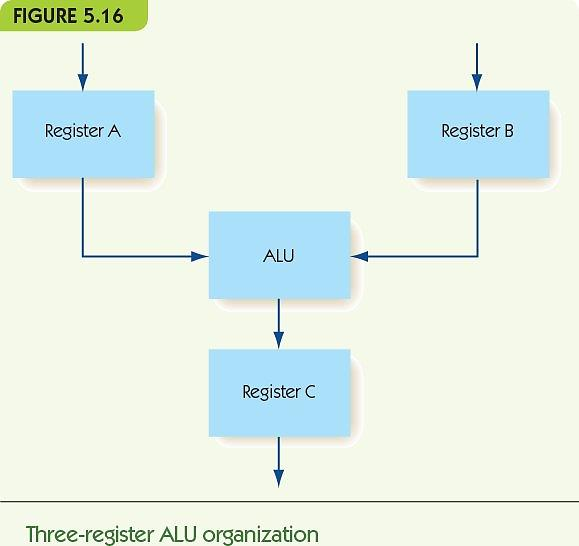 FIGURE 5.16
Register A
Register B
ALU
Register C
Three-register ALU organization